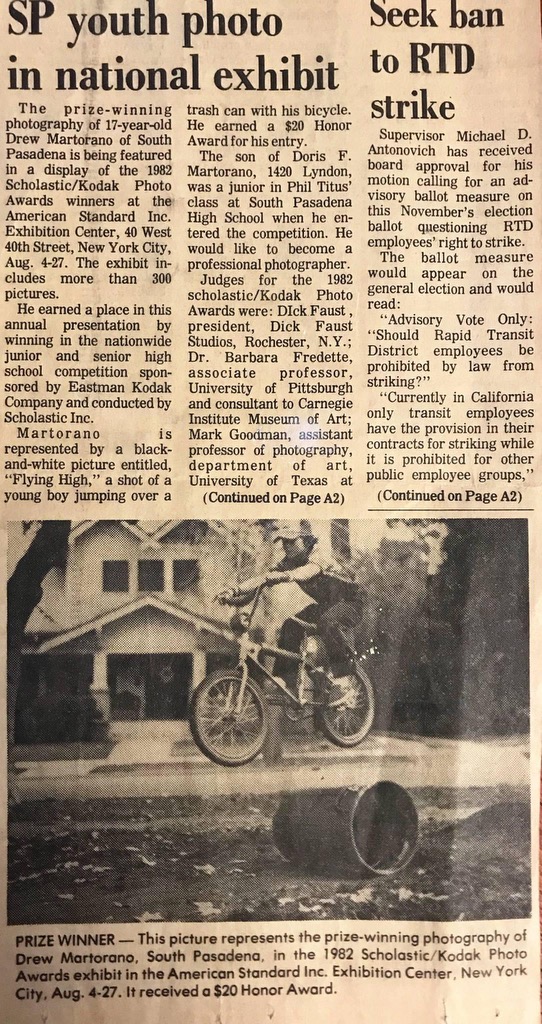 SP youth photo
in national exhibit
The prize-winning
photography of 17-year-old
Drew Martorano of South
Pasadena is being featured
in a display of the 1982
Scholastic/Kodak Photo
Awards winners at the
American Standard Inc.
Exhibition Center, 40 West
40th Street, New York City,
Aug. 4-27. The exhibit in-
cludes more than 300
pictures.
He earned a place in this
annual presentation by
winning in the nationwide
junior and senior high
school competition spon-
sored by Eastman Kodak
Company and conducted by
Scholastic Inc.
Martorano is
represented by a black-
and-white picture entitled,
"Flying High," a shot of a
young boy jumping over a
trash can with his bicycle.
He earned a $20 Honor
Award for his entry.
The son of Doris F.
Martorano, 1420 Lyndon,
was a junior in Phil Titus'
class at South Pasadena
High School when he en-
tered the competition. He
would like to become a
professional photographer.
Judges for the 1982
scholastic/Kodak Photo
Awards were: DIck Faust ,
president, Dick Faust
Studios, Rochester, N.Y.;
Dr. Barbara Fredette,
associate professor,
University of Pittsburgh
and consultant to Carnegie
Institute Museum of Art;
Mark Goodman, assistant
professor of photography,
department of art,
University of Texas at
(Continued on Page A2)
Seek ban
to RTD
strike
Supervisor Michael D.
Antonovich has received
board approval for his
motion calling for an ad-
visory ballot measure on
this November's election
ballot questioning RTD
employees' right to strike.
The ballot measure
would appear on the
general election and would
read:
"Advisory Vote Only:
"Should Rapid Transit
District employees be
prohibited by law from
striking?"
"Currently in California
only transit employees
have the provision in their
contracts for striking while
it is prohibited for other
public employee groups,"
(Continued on Page A2)
PRIZE WINNER — This picture represents the prize-winning photography of
Drew Martorano, South Pasadena, in the 1982 Scholastic/Kodak Photo
Awards exhibit in the American Standard Inc. Exhibition Center, New York
City, Aug. 4-27. It received a $20 Honor Award.